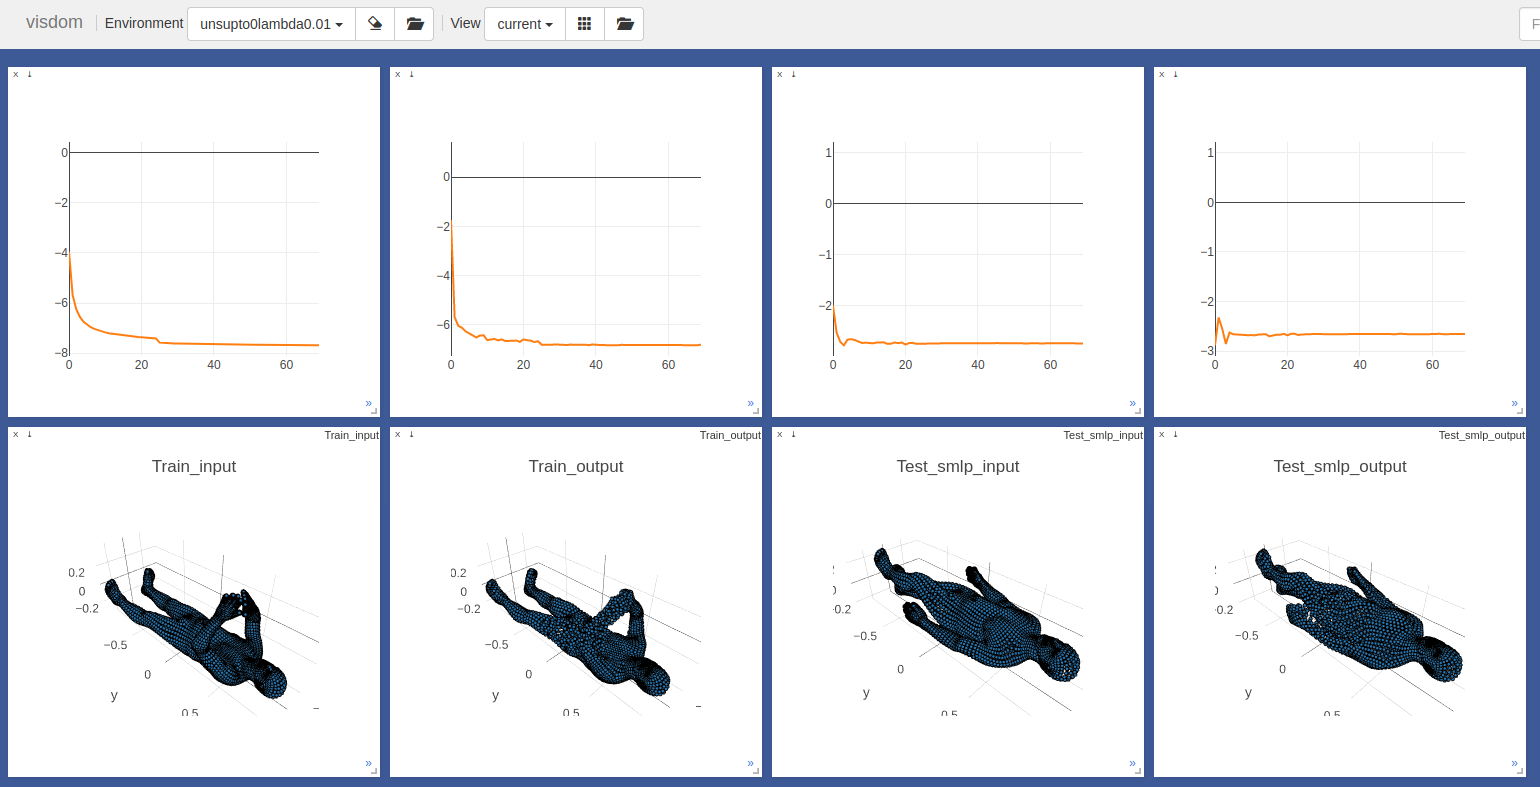 visdom Environment unsupto0lambda0.01 View current F
x ↓ x ↓ x ↓ x ↓
0 −2 −4 −6 −8
0 20 40 60
»
0 −2 −4 −6
0 20 40 60
»
1 0 −1 −2
0 20 40 60
»
1 0 −1 −2 −3
0 20 40 60
»
x ↓ Train_input
Train_input
0.2
0
−0.2
−0.5
0
y
0.5
−
»
x ↓ Train_output
Train_output
0.2
0
−0.2
−0.5
0
y
0.5
−
»
x ↓ Test_smlp_input
Test_smlp_input
-0.2
−0.5
0
y
0.5
»
x ↓ Test_smlp_output
Test_smlp_output
-0.2
−0.5
0
y
0.5
»